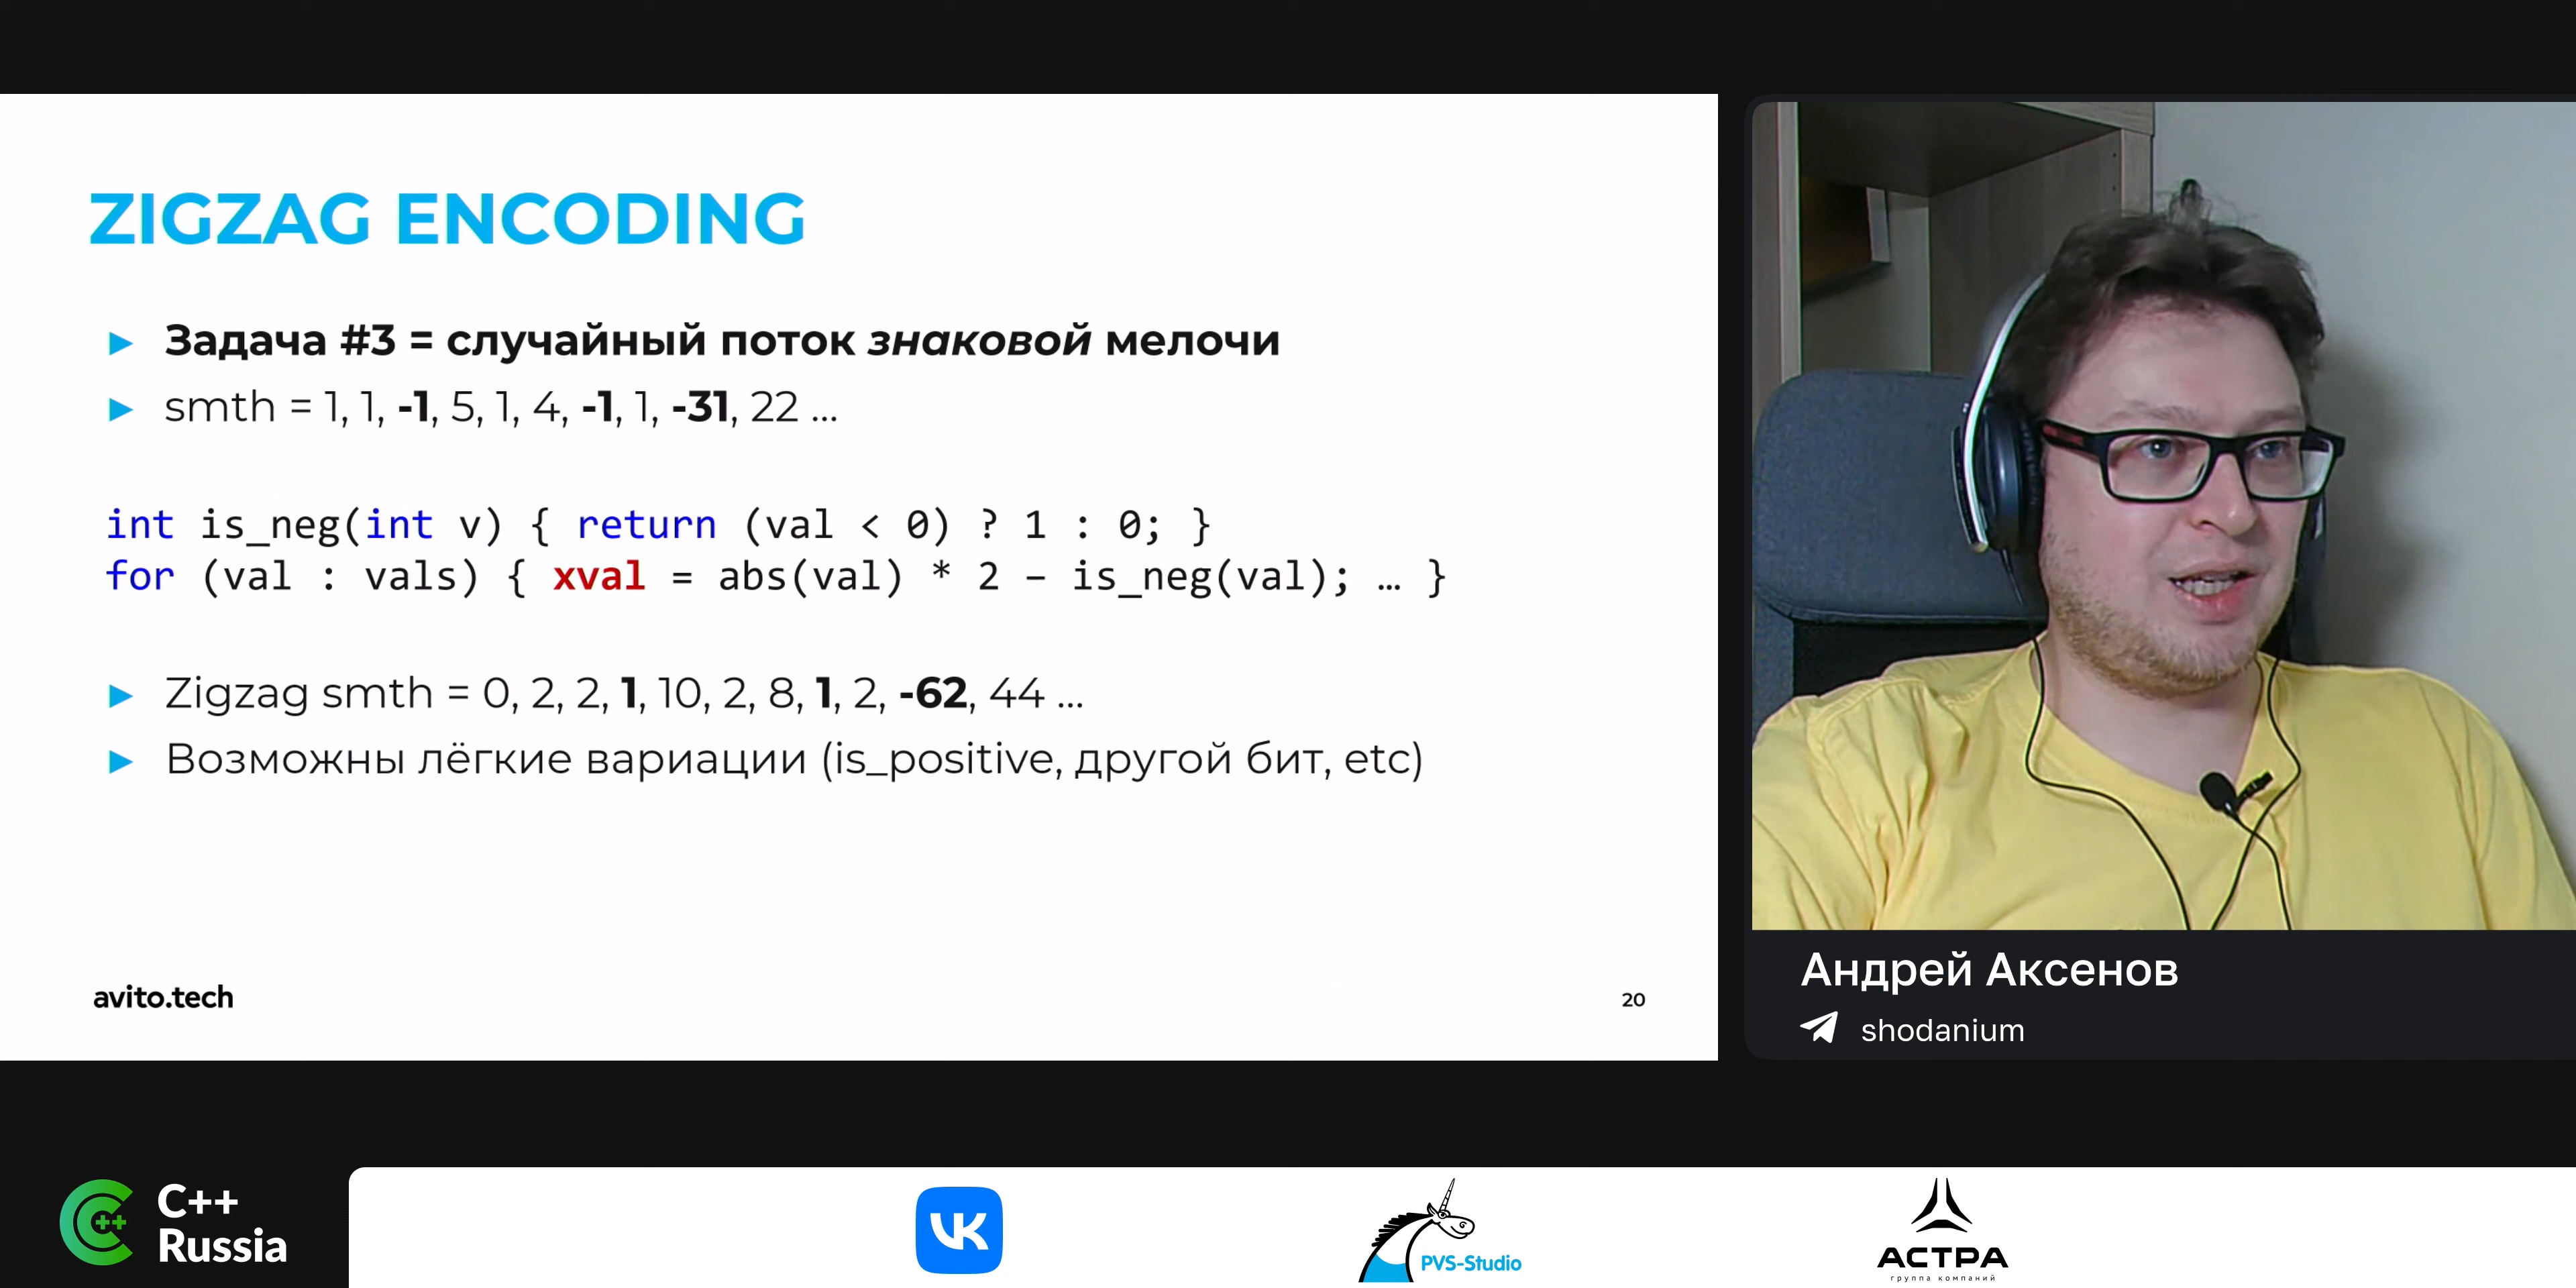 ZIGZAG ENCODING
► Задача #3 = случайный поток знаковой мелочи
► smth = 1, 1, -1, 5, 1, 4, -1, 1, -31, 22 ...
int is_neg(int v) { return (val < 0) ? 1 : 0; }
for (val : vals) { xval = abs(val) * 2 – is_neg(val); … }
► Zigzag smth = 0, 2, 2, 1, 10, 2, 8, 1, 2, -62, 44 ...
► Возможны лёгкие вариации (is_positive, другой бит, etc)
avito.tech
20
Андрей Аксенов
shodanium
C++
Russia
VK
PVS-Studio
АСТРА
группа компаний